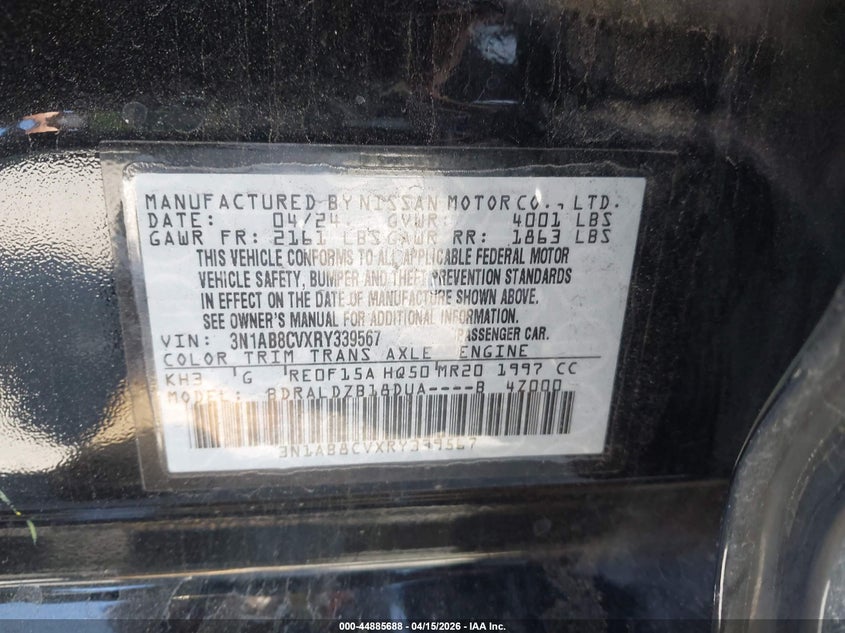 MANUFACTURED BY NISSAN MOTOR CO., LTD.
DATE: 04/24 GVWR: 4001 LBS
GAWR FR: 2161 LBS GAWR RR: 1863 LBS
THIS VEHICLE CONFORMS TO ALL APPLICABLE FEDERAL MOTOR
VEHICLE SAFETY, BUMPER AND THEFT PREVENTION STANDARDS
IN EFFECT ON THE DATE OF MANUFACTURE SHOWN ABOVE.
SEE OWNER'S MANUAL FOR ADDITIONAL INFORMATION.
VIN: 3N1AB8CVXRY339567 PASSENGER CAR.
COLOR TRIM TRANS AXLE ENGINE
KH3 G RE0F15A HQ50 MR20 1997 CC
MODEL: BDRALDZB18DUA----B 4Z000
3N1AB8CVXRY339567
000-44885688 04/15/2026 - IAA Inc.